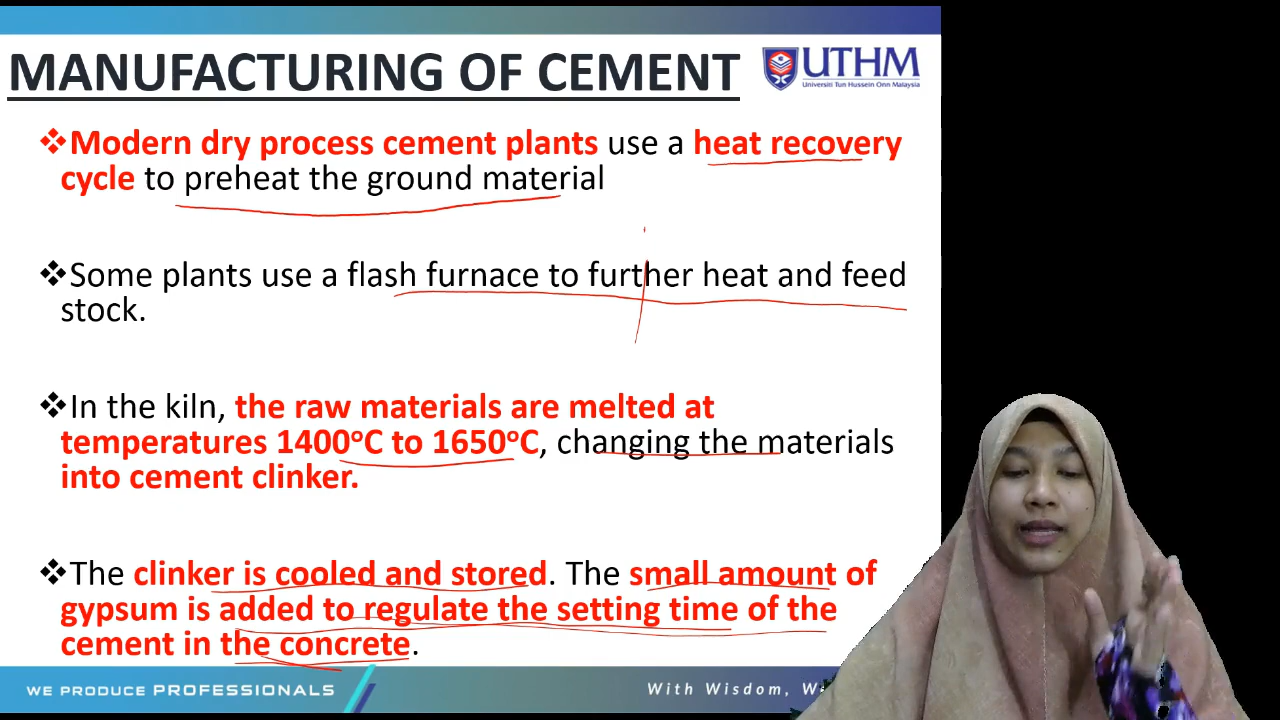 MANUFACTURING OF CEMENT
UTHM
Universiti Tun Hussein Onn Malaysia
❖Modern dry process cement plants use a heat recovery
cycle to preheat the ground material
❖Some plants use a flash furnace to further heat and feed
stock.
❖In the kiln, the raw materials are melted at
temperatures 1400°C to 1650°C, changing the materials
into cement clinker.
❖The clinker is cooled and stored. The small amount of
gypsum is added to regulate the setting time of the
cement in the concrete.
WE PRODUCE PROFESSIONALS
With Wisdom,